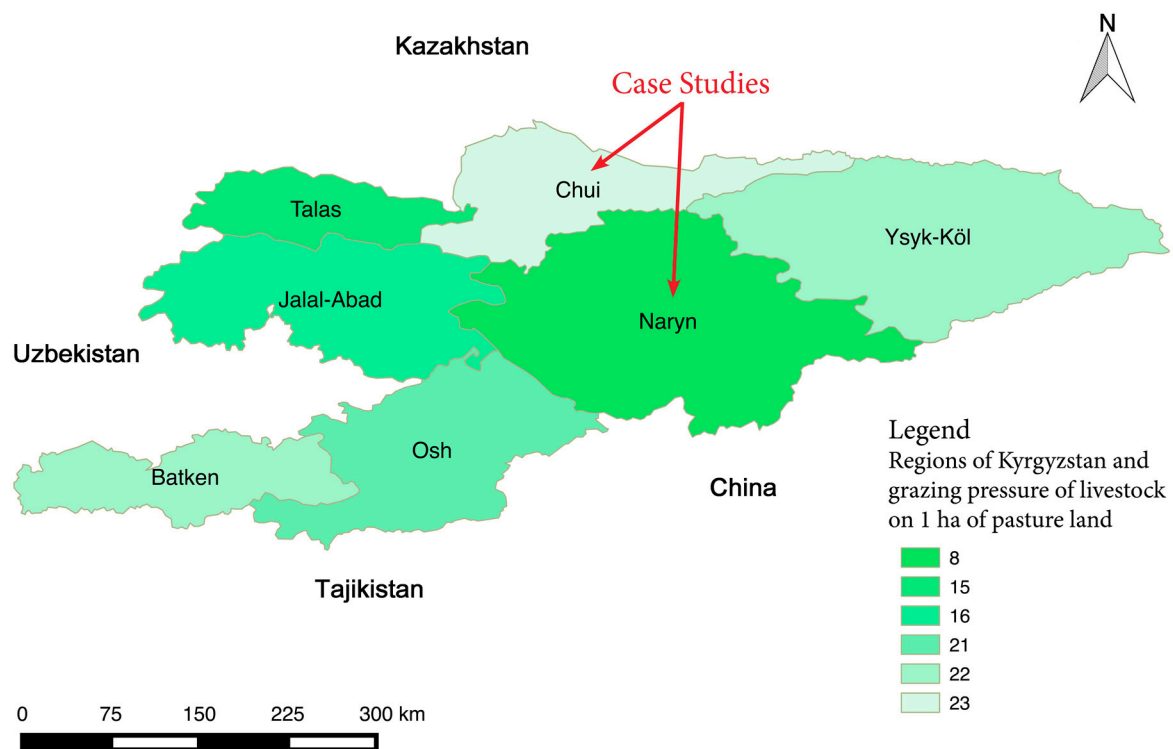 Kazakhstan
N
Case Studies
Chui
Talas
Ysyk-Köl
Jalal-Abad
Naryn
Uzbekistan
Osh
Batken
China
Tajikistan
Legend
Regions of Kyrgyzstan and
grazing pressure of livestock
on 1 ha of pasture land
8
15
16
21
22
23
0 75 150 225 300 km